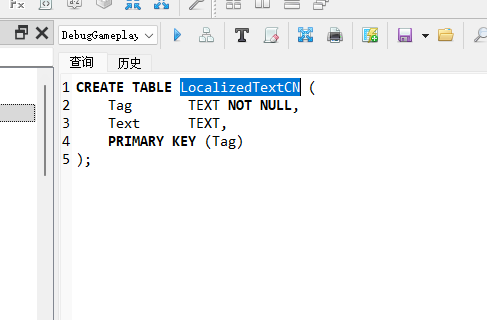 DebugGameplay
查询 历史
1 CREATE TABLE LocalizedTextCN (
2 Tag TEXT NOT NULL,
3 Text TEXT,
4 PRIMARY KEY (Tag)
5 );